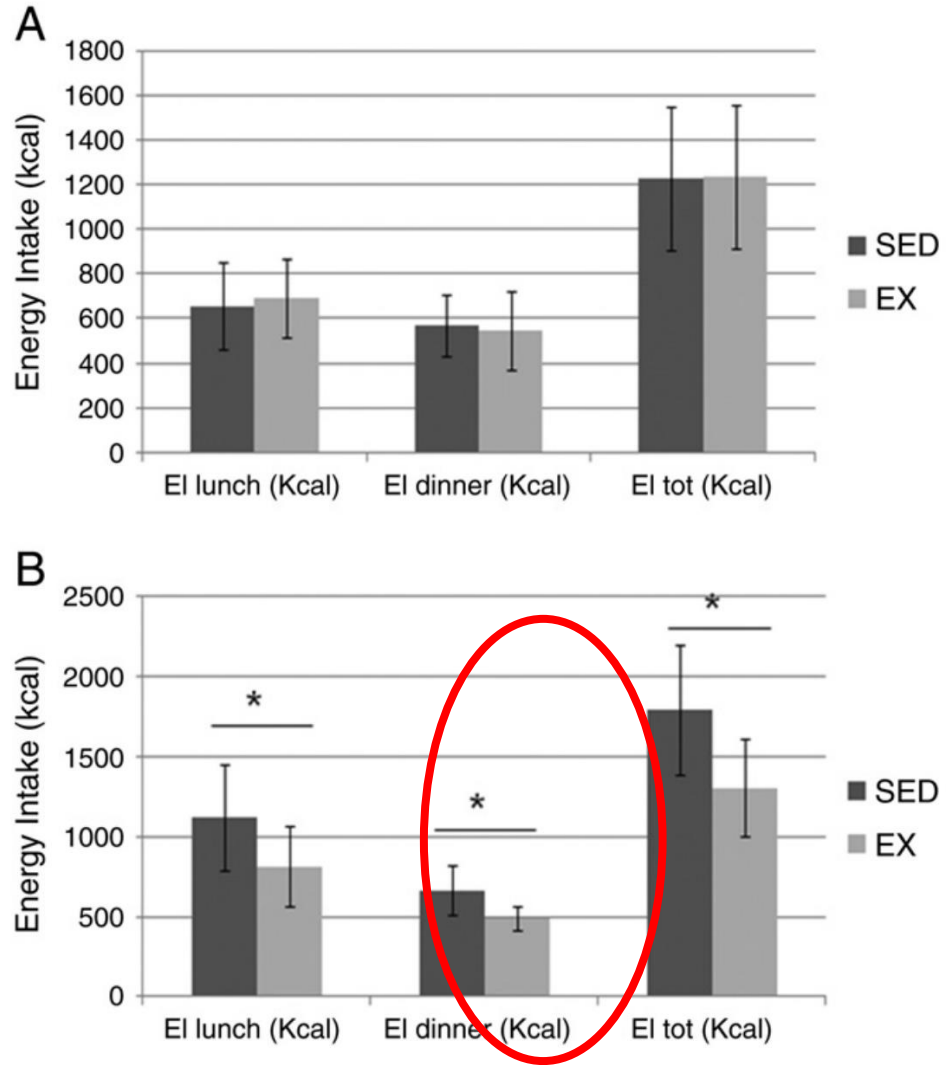 A
Energy Intake (kcal)
1800
1600
1400
1200
1000
800
600
400
200
0
EI lunch (Kcal) EI dinner (Kcal) EI tot (Kcal)
SED
EX
B
Energy Intake (kcal)
2500
2000
1500
1000
500
0
*
*
*
EI lunch (Kcal) EI dinner (Kcal) EI tot (Kcal)
SED
EX